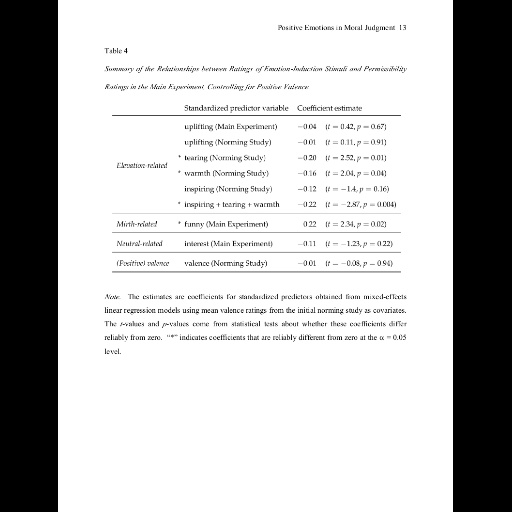 Positive Emotions in Moral Judgment 13
Table 4
Summary of the Relationships between Ratings of Emotion-Induction Stimuli and Permissibility
Ratings in the Main Experiment, Controlling for Positive Valence
Standardized predictor variable Coefficient estimate
uplifting (Main Experiment) −0.04 (t = 0.42, p = 0.67)
uplifting (Norming Study) −0.01 (t = 0.11, p = 0.91)
Elevation-related * tearing (Norming Study) −0.20 (t = 2.52, p = 0.01)
* warmth (Norming Study) −0.16 (t = 2.04, p = 0.04)
inspiring (Norming Study) −0.12 (t = −1.4, p = 0.16)
* inspiring + tearing + warmth −0.22 (t = −2.87, p = 0.004)
Mirth-related * funny (Main Experiment) 0.22 (t = 2.34, p = 0.02)
Neutral-related interest (Main Experiment) −0.11 (t = −1.23, p = 0.22)
(Positive) valence valence (Norming Study) −0.01 (t = −0.08, p = 0.94)
Note. The estimates are coefficients for standardized predictors obtained from mixed-effects
linear regression models using mean valence ratings from the initial norming study as covariates.
The t-values and p-values come from statistical tests about whether these coefficients differ
reliably from zero. “*” indicates coefficients that are reliably different from zero at the α = 0.05
level.